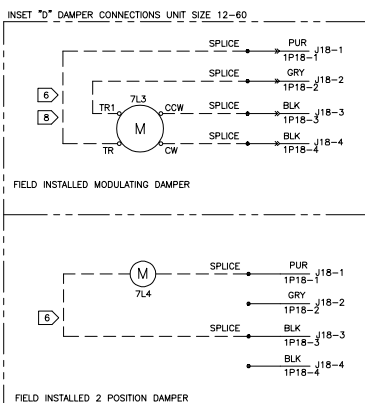 INSET "D" DAMPER CONNECTIONS UNIT SIZE 12-60
SPLICE PUR J18-1
1P18-1
SPLICE GRY J18-2
1P18-2
6
7L3
TR1 CCW SPLICE BLK J18-3
1P18-3
8
M
SPLICE BLK J18-4
TR CW 1P18-4
FIELD INSTALLED MODULATING DAMPER
M SPLICE PUR J18-1
1P18-1
7L4
GRY J18-2
1P18-2
6
SPLICE BLK J18-3
1P18-3
BLK J18-4
1P18-4
FIELD INSTALLED 2 POSITION DAMPER